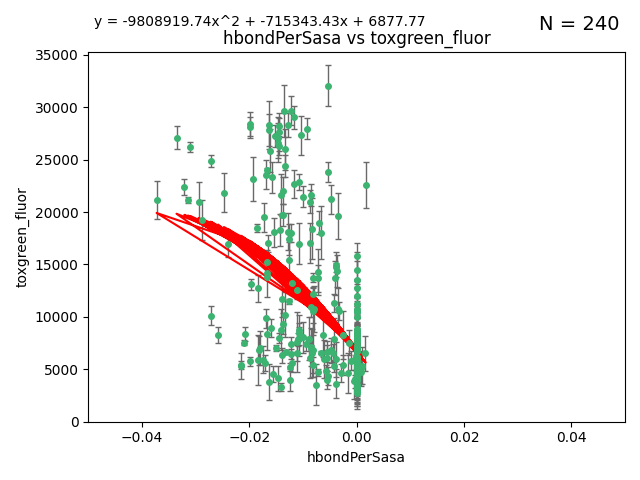 y = -9808919.74x^2 + -715343.43x + 6877.77
N = 240
hbondPerSasa vs toxgreen_fluor
toxgreen_fluor
35000
30000
25000
20000
15000
10000
5000
0
−0.04
−0.02
0.00
0.02
0.04
hbondPerSasa